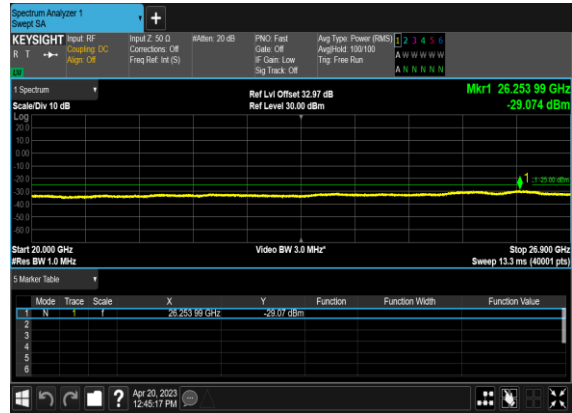 Spectrum Analyzer 1
Swept SA
+
KEYSIGHT Input: RF Input Z: 50 Ω #Atten: 20 dB PNO: Fast Avg Type: Power (RMS) 1 2 3 4 5 6
R T Coupling: DC Corrections: Off Gate: Off Avg|Hold: 100/100 A W W W W W
Align: Off Freq Ref: Int (S) IF Gain: Low Trig: Free Run
Sig Track: Off A N N N N N
1 Spectrum Ref Lvl Offset 32.97 dB Mkr1 26.253 99 GHz
Scale/Div 10 dB Ref Level 30.00 dBm -29.074 dBm
Log
20.0
10.0
0.00
-10.0
-20.0
-30.0
-40.0
-50.0
-60.0
1
Start 20.000 GHz Video BW 3.0 MHz* Stop 26.900 GHz
#Res BW 1.0 MHz Sweep 13.3 ms (40001 pts)
5 Marker Table
Mode Trace Scale X Y Function Function Width Function Value
1 N 1 f 26.253 99 GHz -29.07 dBm
2
3
4
5
6
? Apr 20, 2023
12:45:17 PM